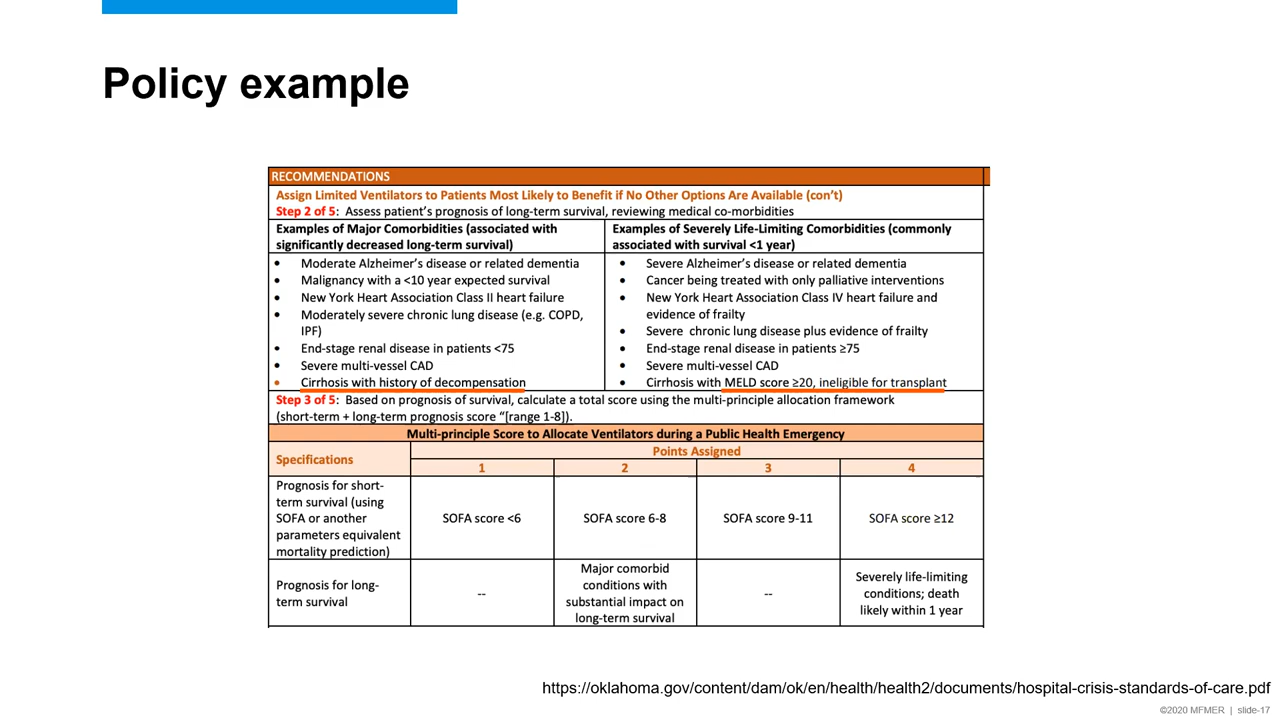 Policy example
RECOMMENDATIONS
Assign Limited Ventilators to Patients Most Likely to Benefit if No Other Options Are Available (con't)
Step 2 of 5: Assess patient's prognosis of long-term survival, reviewing medical co-morbidities
Examples of Major Comorbidities (associated with
significantly decreased long-term survival)
• Moderate Alzheimer's disease or related dementia
• Malignancy with a <10 year expected survival
• New York Heart Association Class II heart failure
• Moderately severe chronic lung disease (e.g. COPD,
IPF)
• End-stage renal disease in patients <75
• Severe multi-vessel CAD
• Cirrhosis with history of decompensation
Examples of Severely Life-Limiting Comorbidities (commonly
associated with survival <1 year)
• Severe Alzheimer's disease or related dementia
• Cancer being treated with only palliative interventions
• New York Heart Association Class IV heart failure and
evidence of frailty
• Severe chronic lung disease plus evidence of frailty
• End-stage renal disease in patients ≥75
• Severe multi-vessel CAD
• Cirrhosis with MELD score ≥20, ineligible for transplant
Step 3 of 5: Based on prognosis of survival, calculate a total score using the multi-principle allocation framework
(short-term + long-term prognosis score "[range 1-8]).
Multi-principle Score to Allocate Ventilators during a Public Health Emergency
Specifications
Points Assigned
1 2 3 4
Prognosis for short-
term survival (using
SOFA or another
parameters equivalent
mortality prediction)
SOFA score <6
SOFA score 6-8
SOFA score 9-11
SOFA score ≥12
Prognosis for long-
term survival
--
Major comorbid
conditions with
substantial impact on
long-term survival
--
Severely life-limiting
conditions; death
likely within 1 year
https://oklahoma.gov/content/dam/ok/en/health/health2/documents/hospital-crisis-standards-of-care.pdf
©2020 MFMER | slide-17